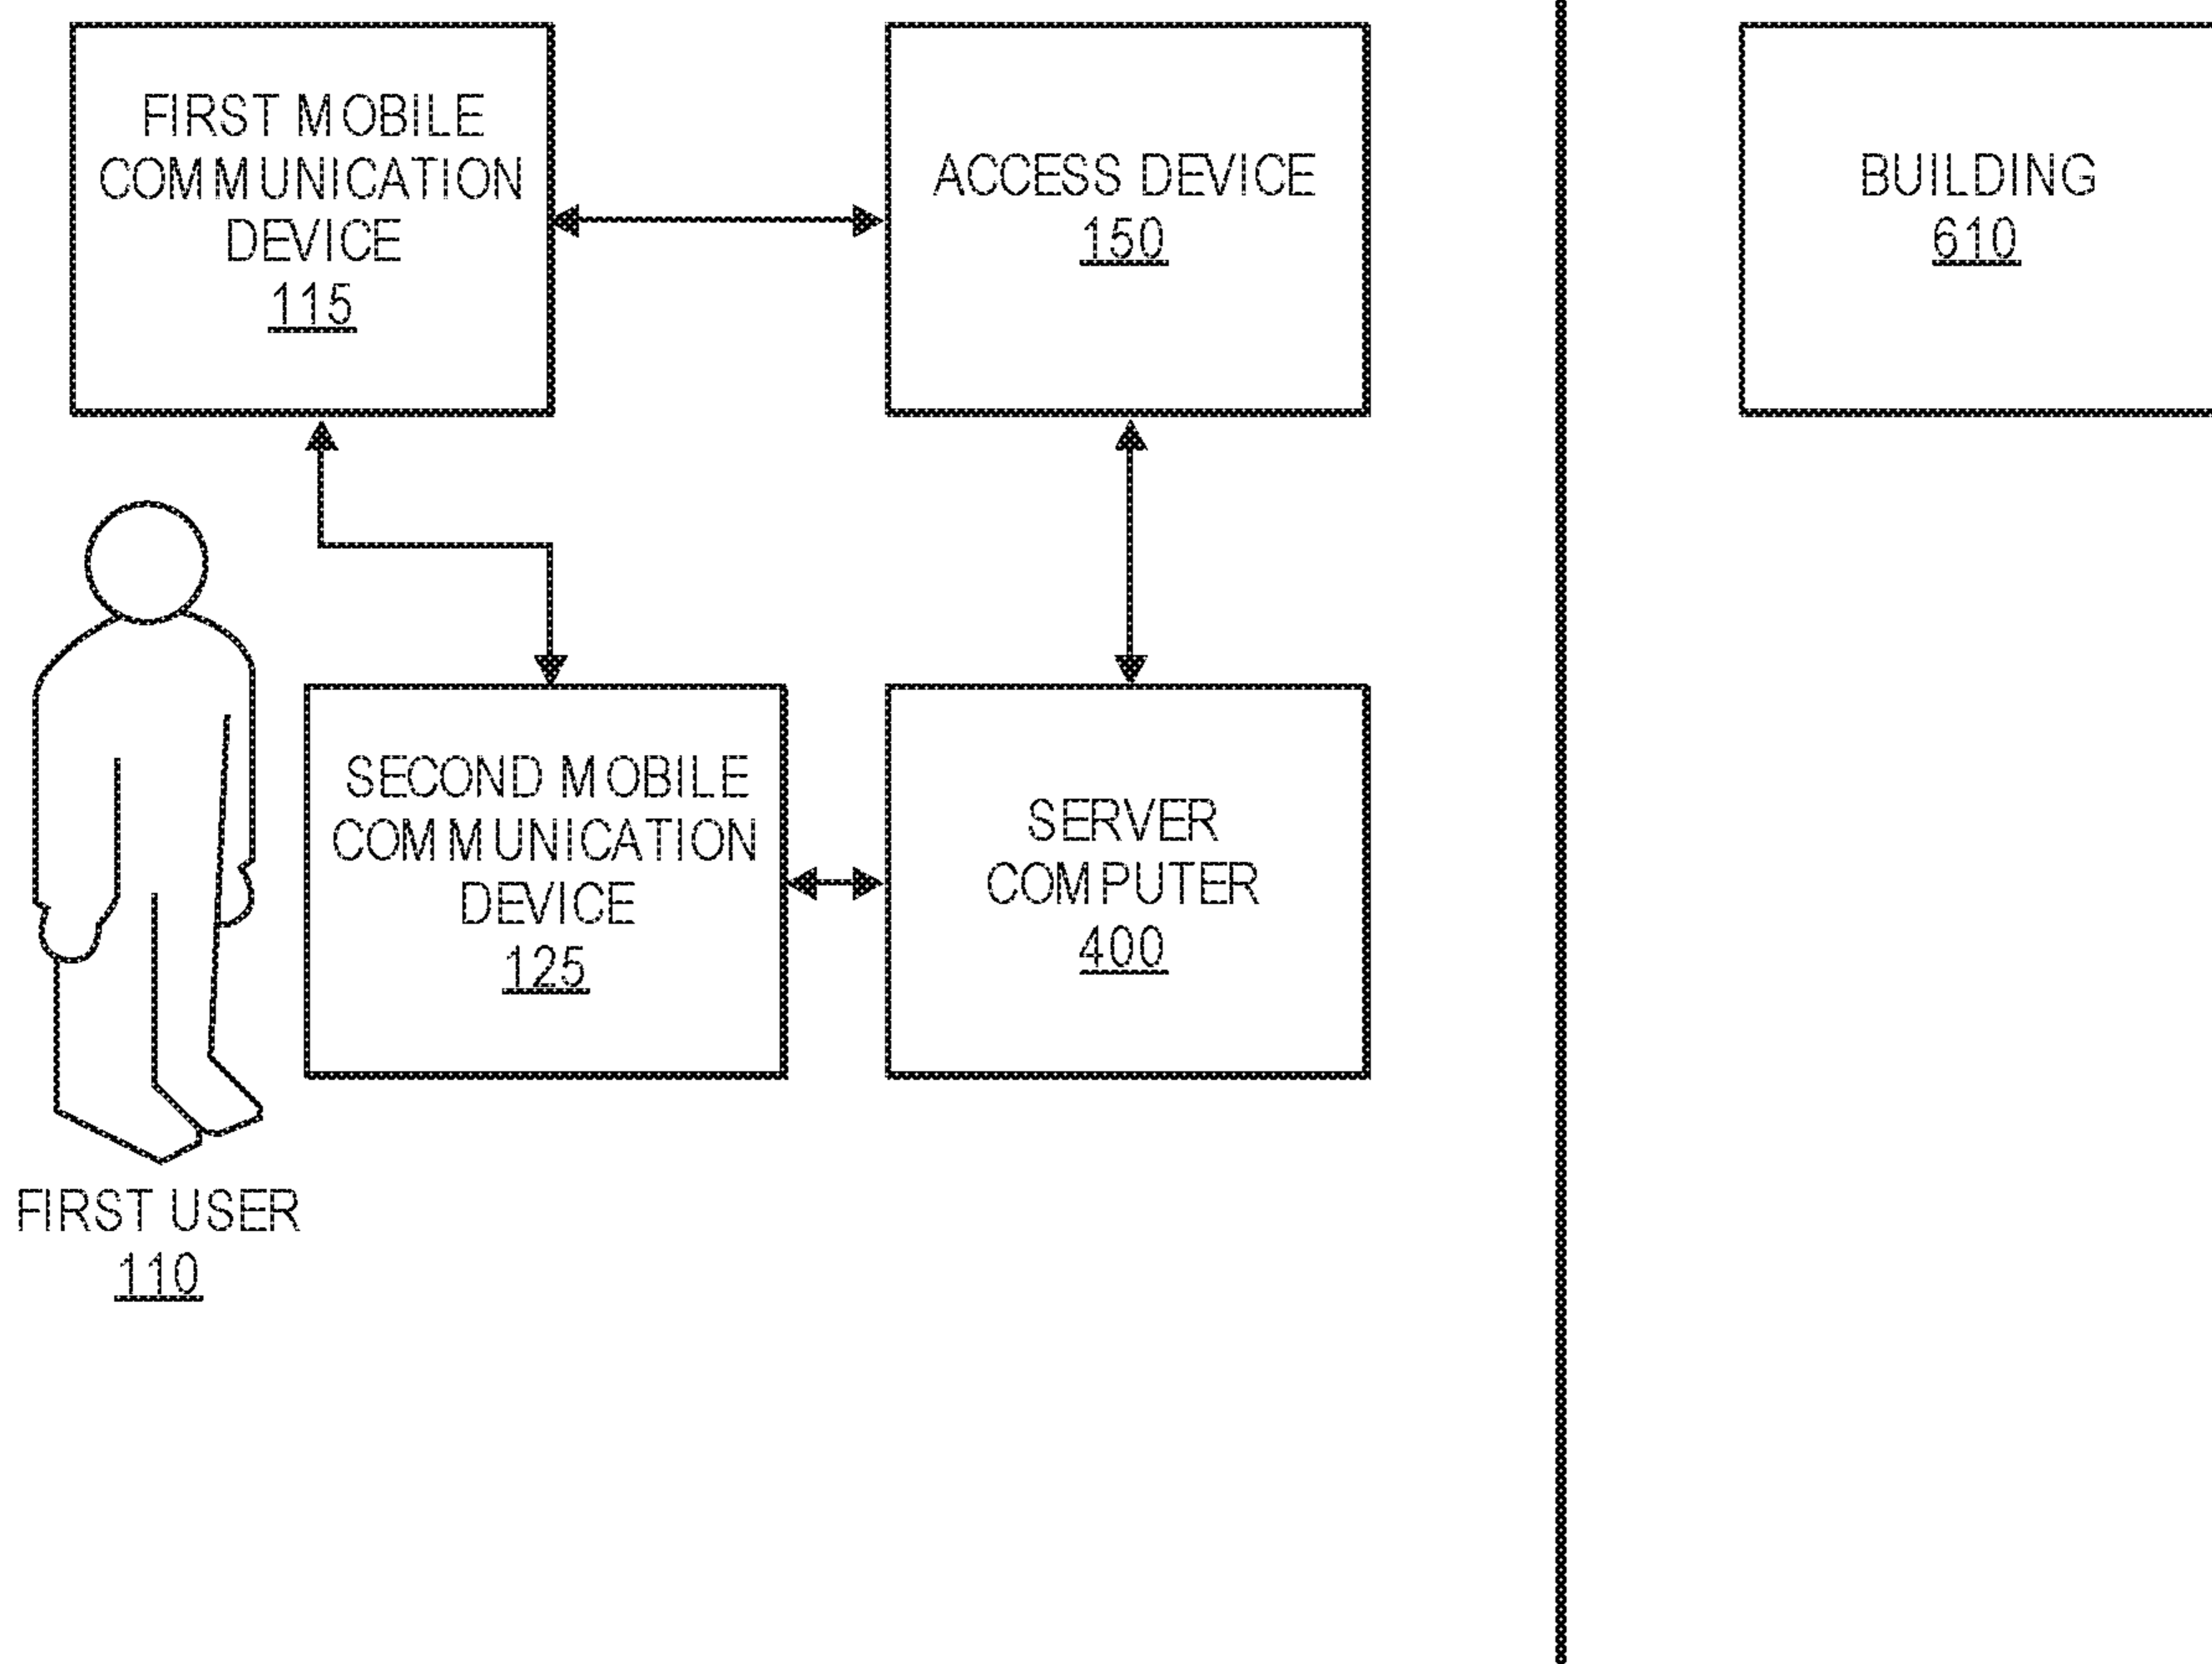 FIRST MOBILE
COMMUNICATION
DEVICE
115
ACCESS DEVICE
150
BUILDING
610
SECOND MOBILE
COMMUNICATION
DEVICE
125
SERVER
COMPUTER
400
FIRST USER
110